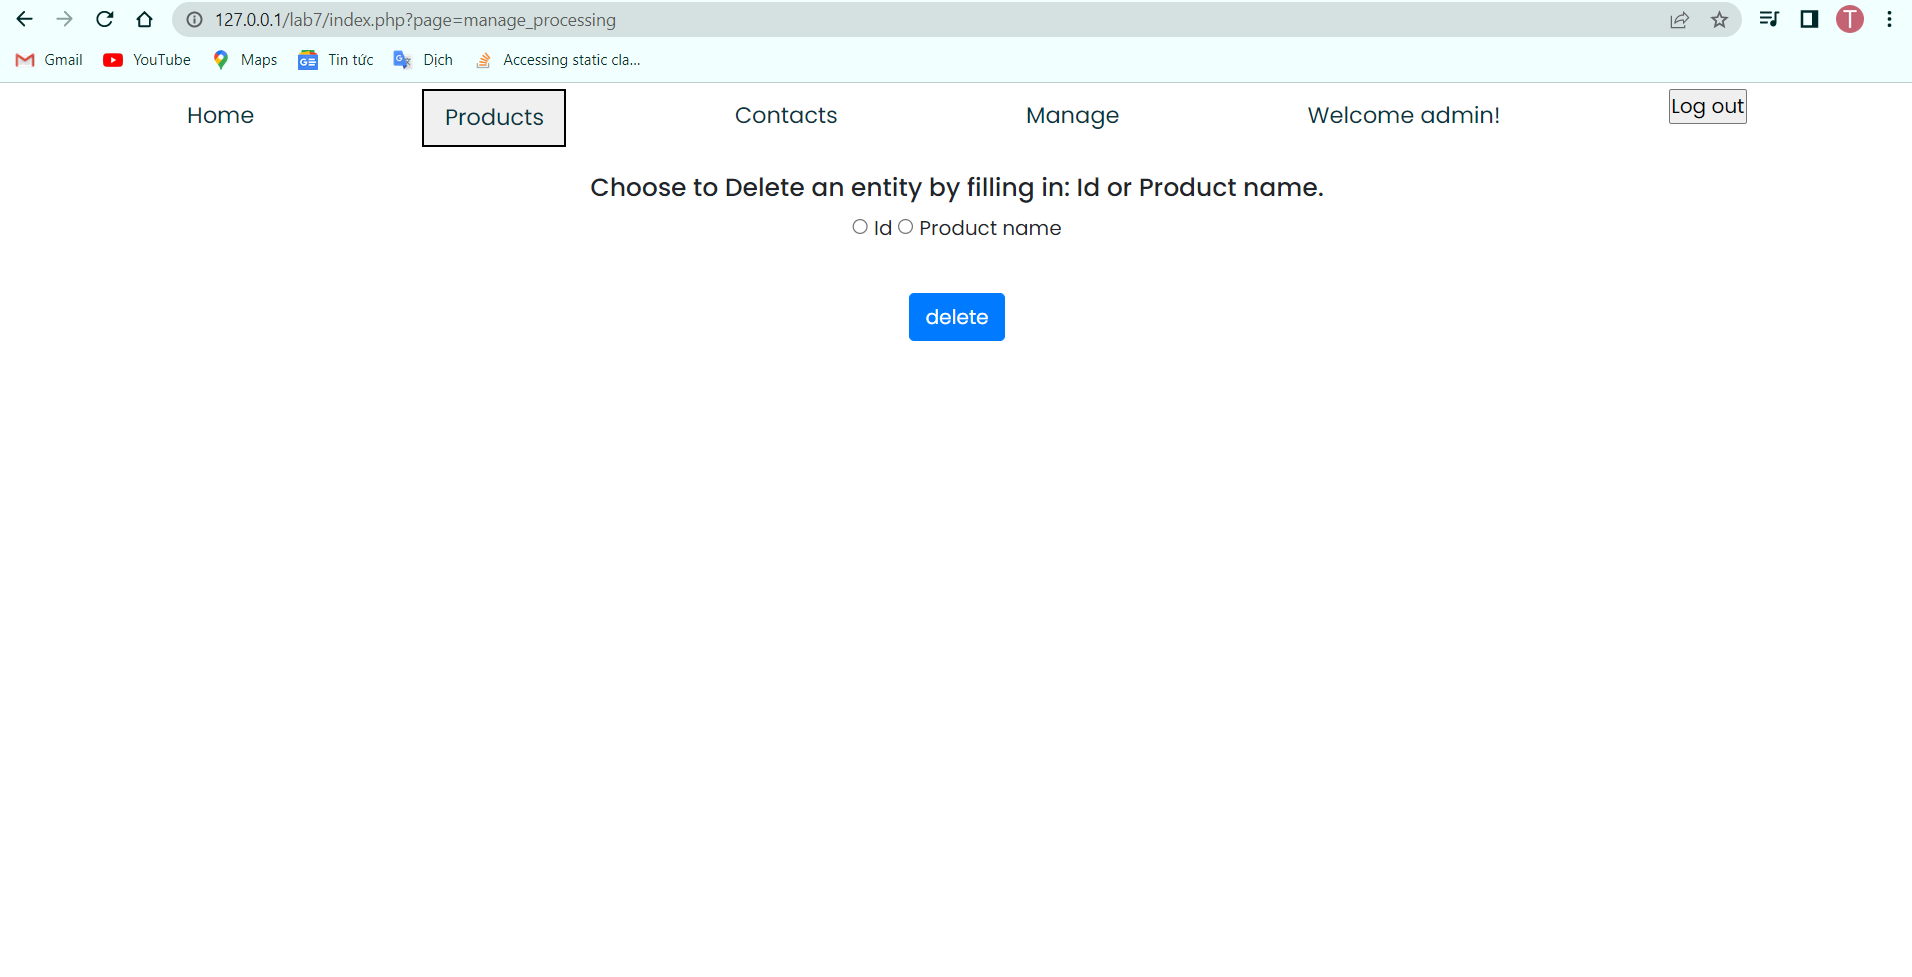 127.0.0.1/lab7/index.php?page=manage_processing
T
Gmail YouTube Maps Tin tức Dịch Accessing static cla...
Home Products Contacts Manage Welcome admin! Log out
Choose to Delete an entity by filling in: Id or Product name.
Id Product name
delete